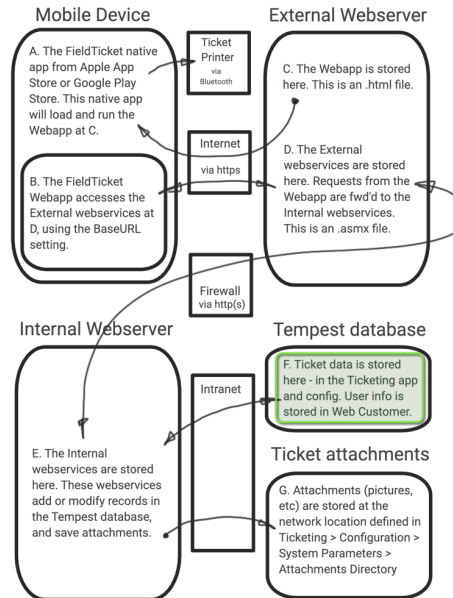 Mobile Device
A. The FieldTicket native
app from Apple App
Store or Google Play
Store. This native app
will load and run the
Webapp at C.
B. The FieldTicket
Webapp accesses the
External webservices at
D, using the BaseURL
setting.
Ticket
Printer
via
Bluetooth
Internet
via https
External Webserver
C. The Webapp is stored
here. This is an .html file.
D. The External
webservices are stored
here. Requests from the
Webapp are fwd'd to the
Internal webservices.
This is an .asmx file.
Firewall
via http(s)
Internal Webserver
E. The Internal
webservices are stored
here. These webservices
add or modify records in
the Tempest database,
and save attachments.
Intranet
Tempest database
F. Ticket data is stored
here - in the Ticketing app
and config. User info is
stored in Web Customer.
Ticket attachments
G. Attachments (pictures,
etc) are stored at the
network location defined in
Ticketing > Configuration >
System Parameters >
Attachments Directory